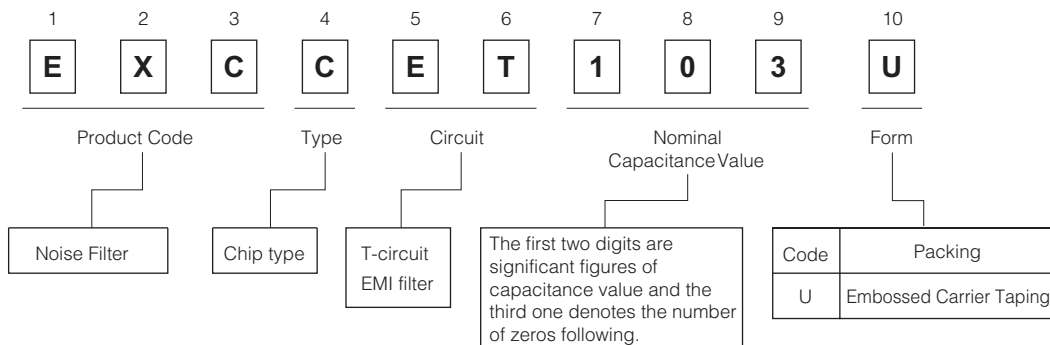 1 2 3 4 5 6 7 8 9 10
E X C C E T 1 0 3 U
Product Code Type Circuit Nominal Capacitance Value Form
Noise Filter
Chip type
T-circuit
EMI filter
The first two digits are
significant figures of
capacitance value and the
third one denotes the number
of zeros following.
Code Packing
U Embossed Carrier Taping